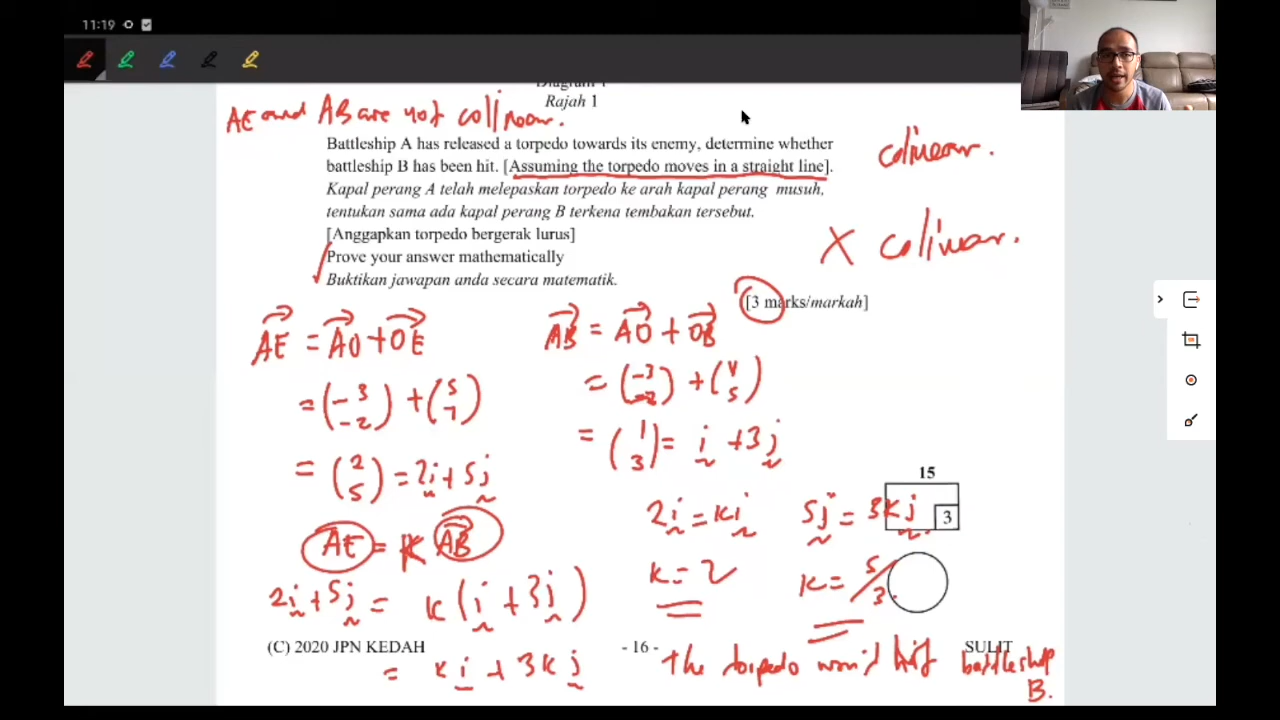 11:19
Diagram 1
Rajah 1
AE and AB are not collinear.
Battleship A has released a torpedo towards its enemy, determine whether
battleship B has been hit. [Assuming the torpedo moves in a straight line].
Kapal perang A telah melepaskan torpedo ke arah kapal perang musuh,
tentukan sama ada kapal perang B terkena tembakan tersebut.
[Anggapkan torpedo bergerak lurus]
Prove your answer mathematically
Buktikan jawapan anda secara matematik.
[3 marks/markah]
colinear.
X colinear.
AE = AO + OE
= (-3 -2) + (5 7)
= (2 5) = 2i + 5j
AE = k AB
2i + 5j = k(i + 3j)
= ki + 3kj
AB = AO + OB
= (-3 -2) + (4 5)
= (1 3) = i + 3j
2i = ki
k = 2
5j = 3kj
k = 5/3
15
3
(C) 2020 JPN KEDAH
- 16 -
SULIT
the torpedo won't hit battleship
B.